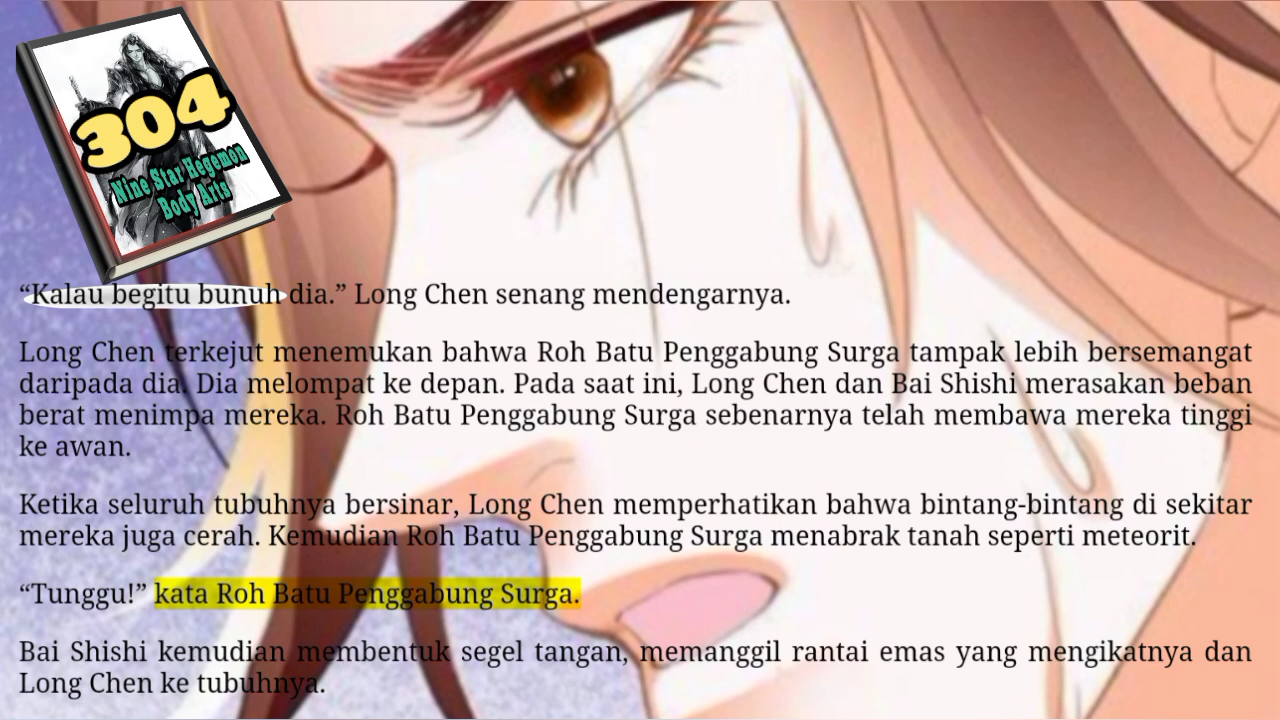 304
Nine Star Hegemon
Body Arts
“Kalau begitu bunuh dia.” Long Chen senang mendengarnya.
Long Chen terkejut menemukan bahwa Roh Batu Penggabung Surga tampak lebih bersemangat
daripada dia. Dia melompat ke depan. Pada saat ini, Long Chen dan Bai Shishi merasakan beban
berat menimpa mereka. Roh Batu Penggabung Surga sebenarnya telah membawa mereka tinggi
ke awan.
Ketika seluruh tubuhnya bersinar, Long Chen memperhatikan bahwa bintang-bintang di sekitar
mereka juga cerah. Kemudian Roh Batu Penggabung Surga menabrak tanah seperti meteorit.
“Tunggu!” kata Roh Batu Penggabung Surga.
Bai Shishi kemudian membentuk segel tangan, memanggil rantai emas yang mengikatnya dan
Long Chen ke tubuhnya.